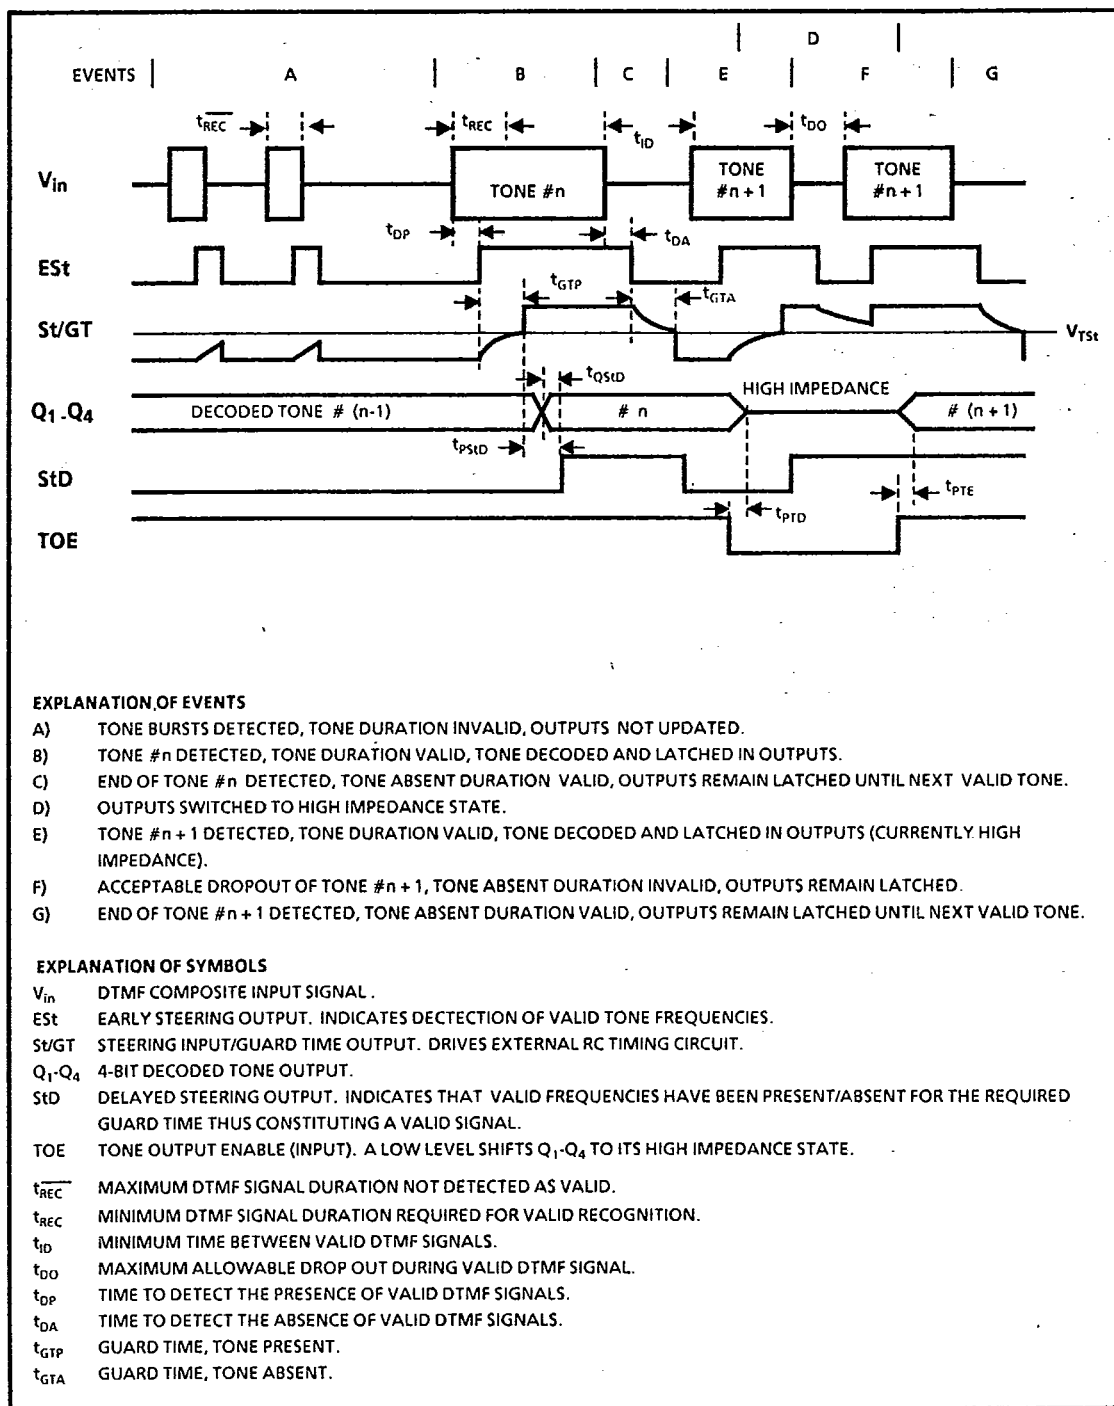 D
EVENTS A B C E F G
tREC tREC tID tDO
Vin TONE #n TONE #n + 1 TONE #n + 1
tDP tDA
ESt
tGTP tGTA
St/GT VTSt
tQStD HIGH IMPEDANCE
Q1-Q4 DECODED TONE # (n-1) # n # (n + 1)
tPStD
StD
tPTE
tPTD
TOE
EXPLANATION OF EVENTS
A) TONE BURSTS DETECTED, TONE DURATION INVALID, OUTPUTS NOT UPDATED.
B) TONE #n DETECTED, TONE DURATION VALID, TONE DECODED AND LATCHED IN OUTPUTS.
C) END OF TONE #n DETECTED, TONE ABSENT DURATION VALID, OUTPUTS REMAIN LATCHED UNTIL NEXT VALID TONE.
D) OUTPUTS SWITCHED TO HIGH IMPEDANCE STATE.
E) TONE #n + 1 DETECTED, TONE DURATION VALID, TONE DECODED AND LATCHED IN OUTPUTS (CURRENTLY HIGH
IMPEDANCE).
F) ACCEPTABLE DROPOUT OF TONE #n + 1, TONE ABSENT DURATION INVALID, OUTPUTS REMAIN LATCHED.
G) END OF TONE #n + 1 DETECTED, TONE ABSENT DURATION VALID, OUTPUTS REMAIN LATCHED UNTIL NEXT VALID TONE.
EXPLANATION OF SYMBOLS
Vin DTMF COMPOSITE INPUT SIGNAL.
ESt EARLY STEERING OUTPUT. INDICATES DECTECTION OF VALID TONE FREQUENCIES.
St/GT STEERING INPUT/GUARD TIME OUTPUT. DRIVES EXTERNAL RC TIMING CIRCUIT.
Q1-Q4 4-BIT DECODED TONE OUTPUT.
StD DELAYED STEERING OUTPUT. INDICATES THAT VALID FREQUENCIES HAVE BEEN PRESENT/ABSENT FOR THE REQUIRED
GUARD TIME THUS CONSTITUTING A VALID SIGNAL.
TOE TONE OUTPUT ENABLE (INPUT). A LOW LEVEL SHIFTS Q1-Q4 TO ITS HIGH IMPEDANCE STATE.
tREC MAXIMUM DTMF SIGNAL DURATION NOT DETECTED AS VALID.
tREC MINIMUM DTMF SIGNAL DURATION REQUIRED FOR VALID RECOGNITION.
tID MINIMUM TIME BETWEEN VALID DTMF SIGNALS.
tDO MAXIMUM ALLOWABLE DROP OUT DURING VALID DTMF SIGNAL.
tDP TIME TO DETECT THE PRESENCE OF VALID DTMF SIGNALS.
tDA TIME TO DETECT THE ABSENCE OF VALID DTMF SIGNALS.
tGTP GUARD TIME, TONE PRESENT.
tGTA GUARD TIME, TONE ABSENT.